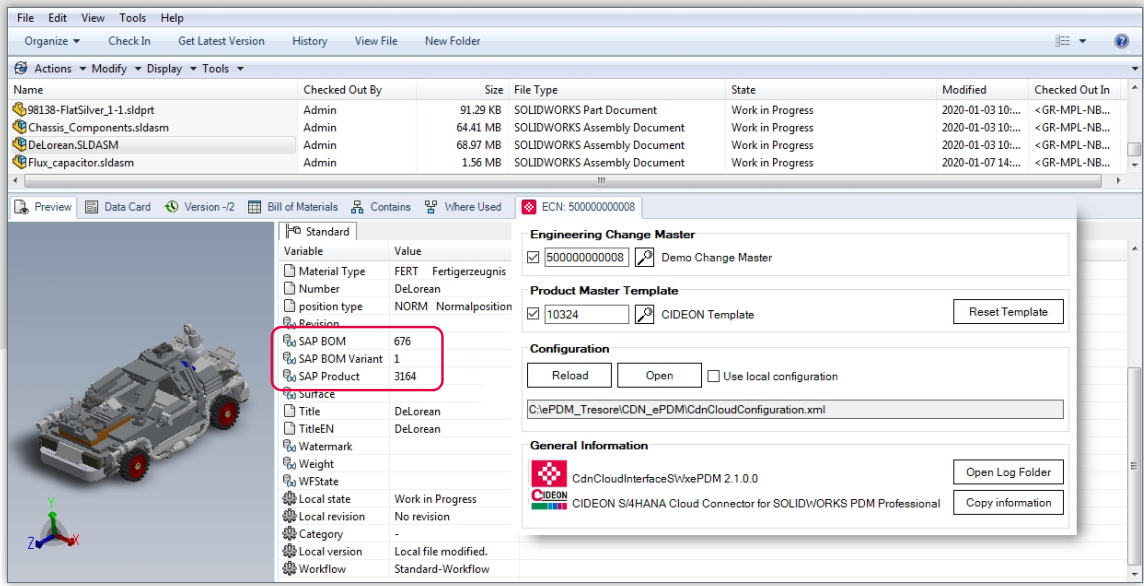 File Edit View Tools Help
Organize Check In Get Latest Version History View File New Folder
Actions Modify Display Tools
Name Checked Out By Size File Type State Modified Checked Out In
98138-FlatSilver_1-1.sldprt Admin 91.29 KB SOLIDWORKS Part Document Work in Progress 2020-01-03 10:... <GR-MPL-NB...
Chassis_Components.sldasm Admin 64.41 MB SOLIDWORKS Assembly Document Work in Progress 2020-01-03 10:... <GR-MPL-NB...
DeLorean.SLDASM Admin 68.97 MB SOLIDWORKS Assembly Document Work in Progress 2020-01-03 10:... <GR-MPL-NB...
Flux_capacitor.sldasm Admin 1.56 MB SOLIDWORKS Assembly Document Work in Progress 2020-01-07 14:... <GR-MPL-NB...
Preview Data Card Version -/2 Bill of Materials Contains Where Used ECN: 500000000008
Standard
Variable Value
Material Type FERT Fertigerzeugnis
Number DeLorean
position type NORM Normalposition
Revision
SAP BOM 676
SAP BOM Variant 1
SAP Product 3164
Surface
Title DeLorean
TitleEN DeLorean
Watermark
Weight
WFState
Local state Work in Progress
Local revision No revision
Category -
Local version Local file modified.
Workflow Standard-Workflow
Engineering Change Master
500000000008 Demo Change Master
Product Master Template
10324 CIDEON Template Reset Template
Configuration
Reload Open Use local configuration
C:\ePDM_Tresore\CDN_ePDM\CdnCloudConfiguration.xml
General Information
CdnCloudInterfaceSWxePDM 2.1.0.0 Open Log Folder
CIDEON CIDEON S/4HANA Cloud Connector for SOLIDWORKS PDM Professional Copy information
Y
Z X